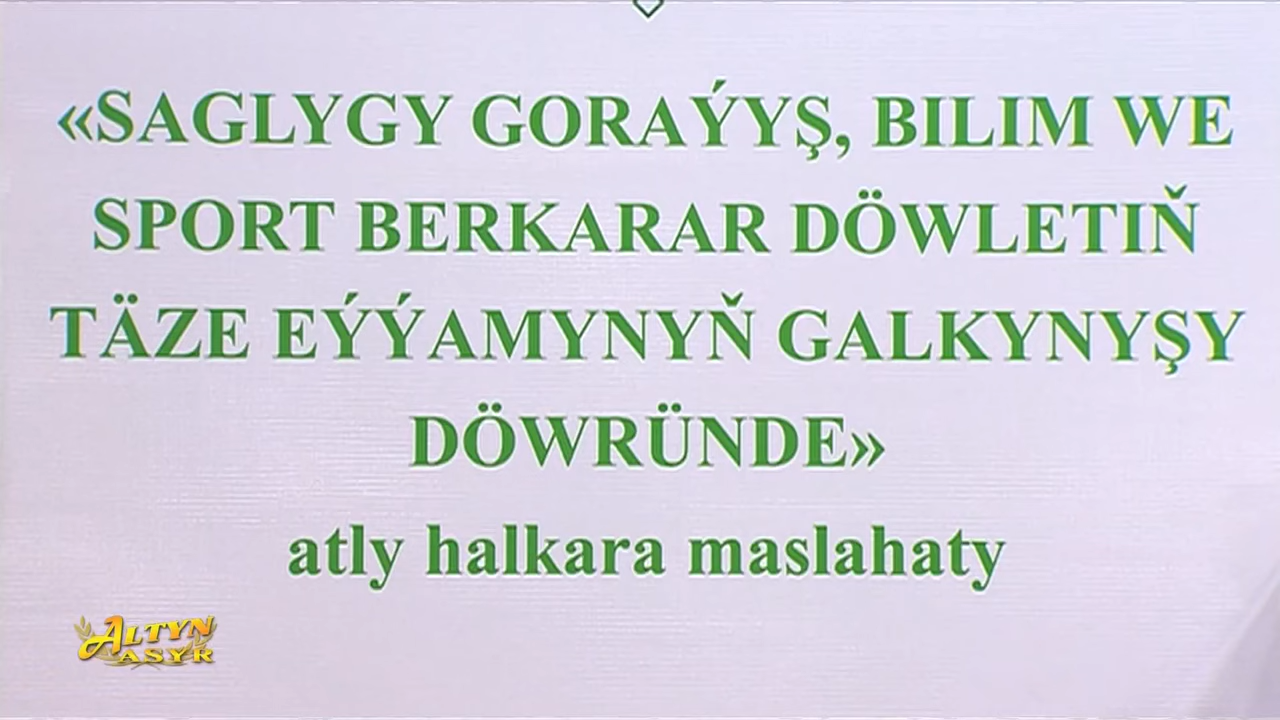 «SAGLYGY GORAÝYŞ, BILIM WE
SPORT BERKARAR DÖWLETIŇ
TÄZE EÝÝAMYNYŇ GALKYNYŞY
DÖWRÜNDE»
atly halkara maslahaty
ALTYN
ASYR